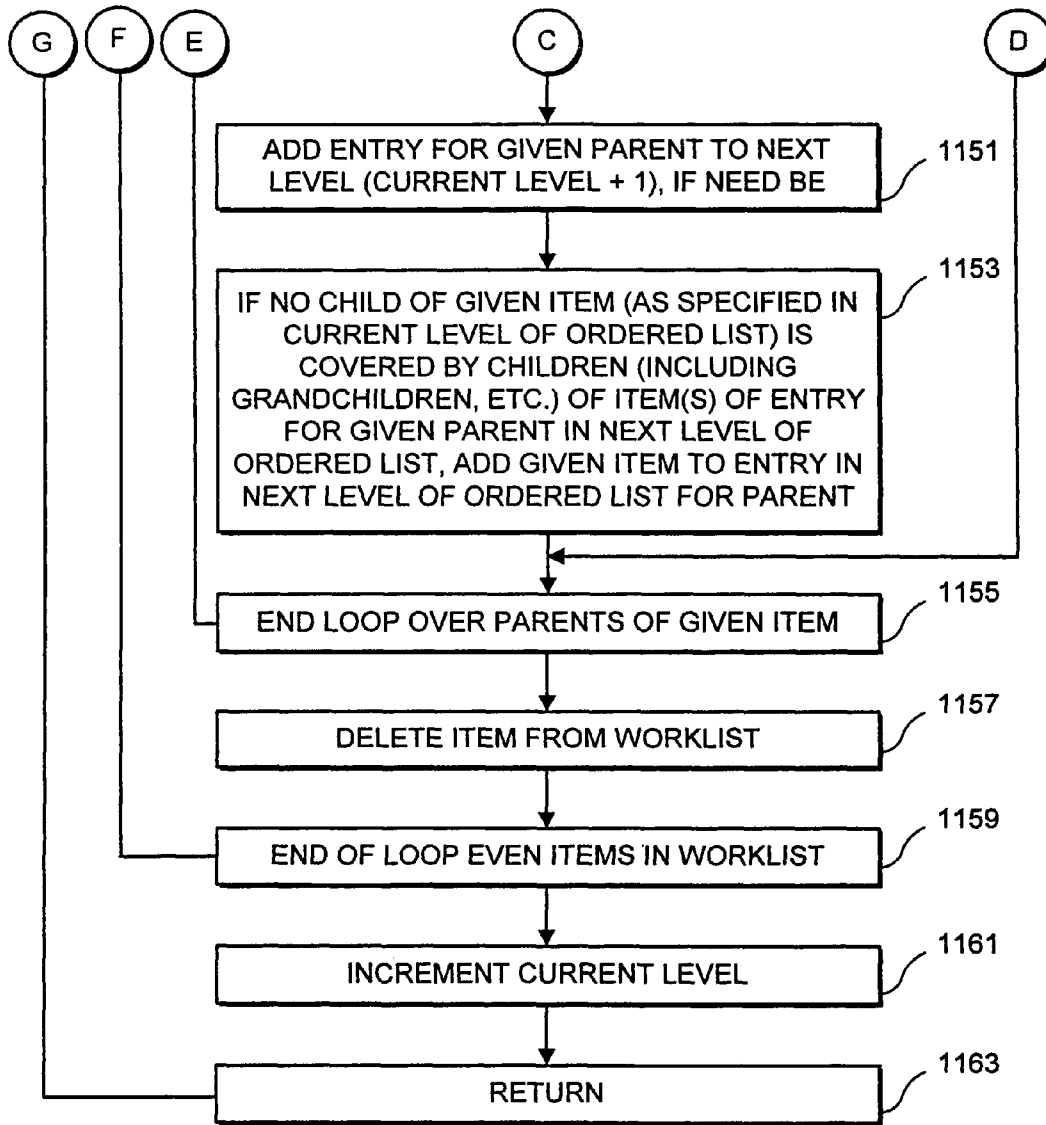 G F E C D
ADD ENTRY FOR GIVEN PARENT TO NEXT
LEVEL (CURRENT LEVEL + 1), IF NEED BE
1151
IF NO CHILD OF GIVEN ITEM (AS SPECIFIED IN
CURRENT LEVEL OF ORDERED LIST) IS
COVERED BY CHILDREN (INCLUDING
GRANDCHILDREN, ETC.) OF ITEM(S) OF ENTRY
FOR GIVEN PARENT IN NEXT LEVEL OF
ORDERED LIST, ADD GIVEN ITEM TO ENTRY IN
NEXT LEVEL OF ORDERED LIST FOR PARENT
1153
END LOOP OVER PARENTS OF GIVEN ITEM
1155
DELETE ITEM FROM WORKLIST
1157
END OF LOOP EVEN ITEMS IN WORKLIST
1159
INCREMENT CURRENT LEVEL
1161
RETURN
1163